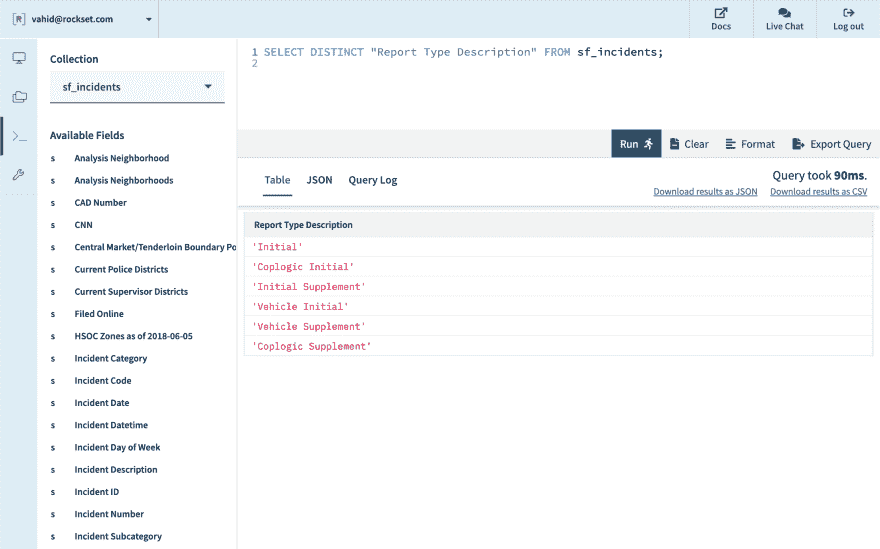 [R] vahid@rockset.com
Docs
Live Chat
Log out
Collection
sf_incidents
Available Fields
s Analysis Neighborhood
s Analysis Neighborhoods
s CAD Number
s CNN
s Central Market/Tenderloin Boundary Po
s Current Police Districts
s Current Supervisor Districts
s Filed Online
s HSOC Zones as of 2018-06-05
s Incident Category
s Incident Code
s Incident Date
s Incident Datetime
s Incident Day of Week
s Incident Description
s Incident ID
s Incident Number
s Incident Subcategory
1 SELECT DISTINCT "Report Type Description" FROM sf_incidents;
2
Run
Clear
Format
Export Query
Table
JSON
Query Log
Query took 90ms.
Download results as JSON
Download results as CSV
Report Type Description
'Initial'
'Coplogic Initial'
'Initial Supplement'
'Vehicle Initial'
'Vehicle Supplement'
'Coplogic Supplement'